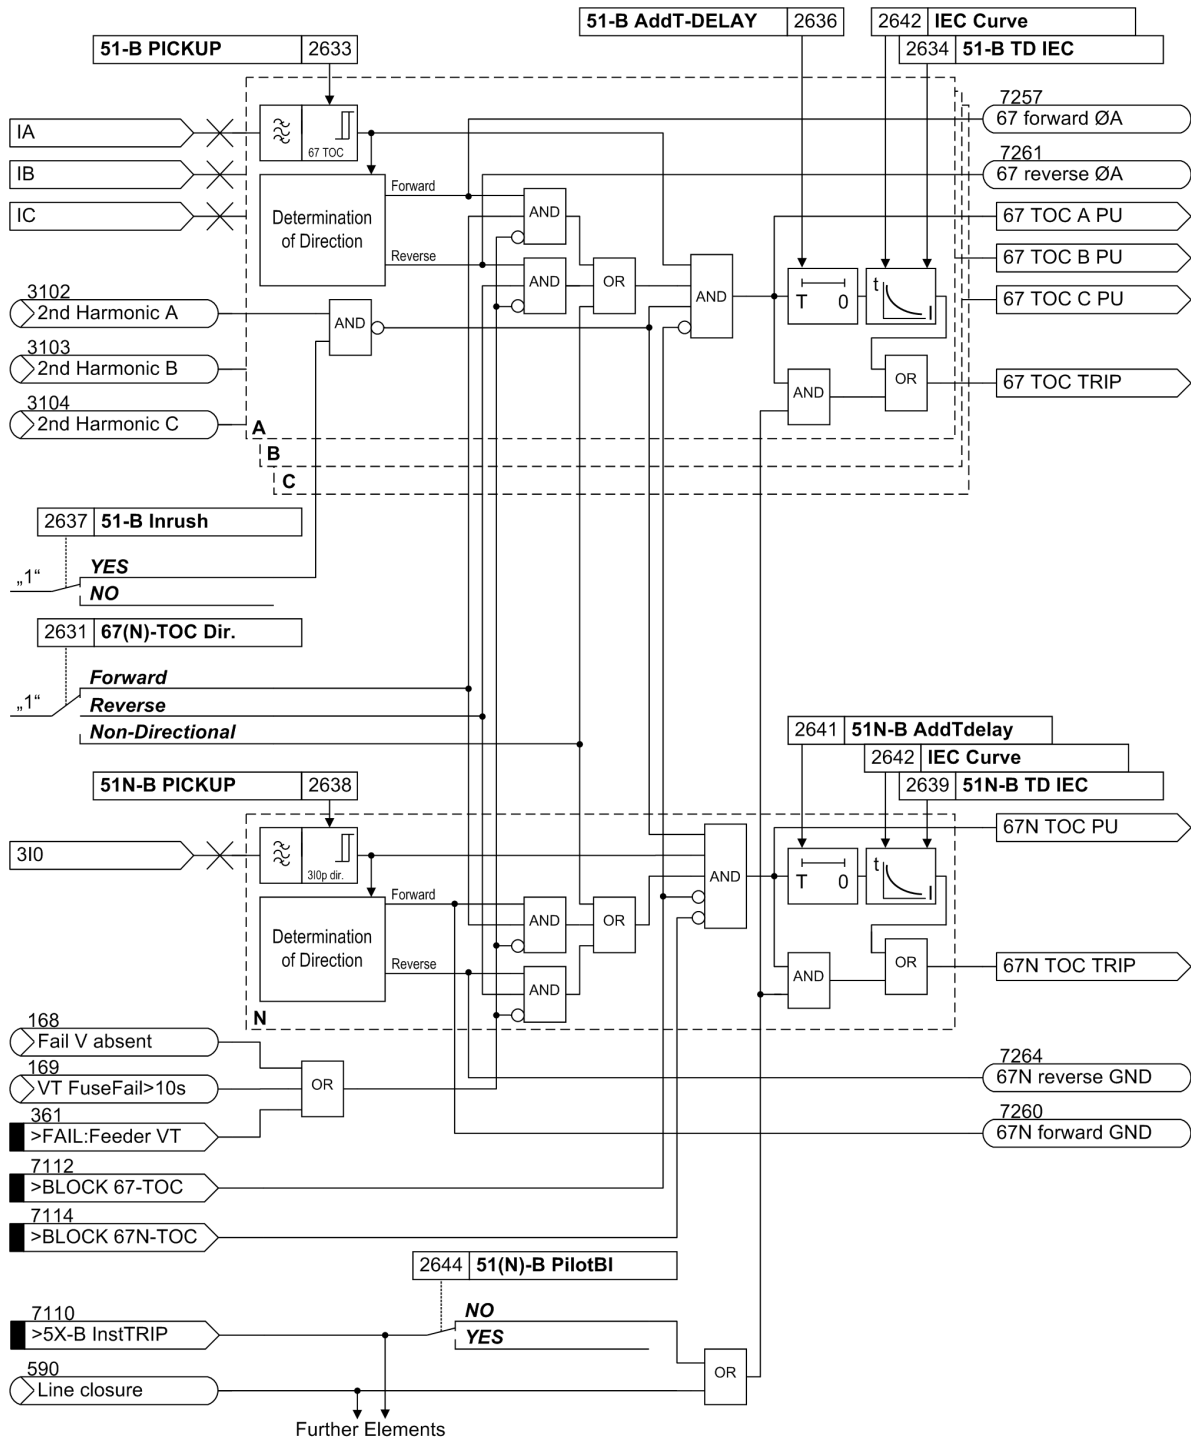 51-B AddT-DELAY 2636
2642 IEC Curve
51-B PICKUP 2633
2634 51-B TD IEC
7257
IA
67 forward ØA
67 TOC
7261
IB
Forward
67 reverse ØA
IC
Determination
of Direction
AND
67 TOC A PU
Reverse
67 TOC B PU
AND
OR
AND
T 0
t
I
3102
2nd Harmonic A
67 TOC C PU
AND
3103
2nd Harmonic B
AND
OR
67 TOC TRIP
3104
2nd Harmonic C
A
B
C
2637 51-B Inrush
YES
„1“
NO
2631 67(N)-TOC Dir.
Forward
„1“
Reverse
Non-Directional
2641 51N-B AddTdelay
2642 IEC Curve
51N-B PICKUP 2638
2639 51N-B TD IEC
67N TOC PU
3I0
3I0p dir.
AND
T 0
t
I
Forward
Determination
of Direction
AND
OR
Reverse
AND
AND
OR
67N TOC TRIP
N
168
Fail V absent
169
VT FuseFail>10s
OR
7264
67N reverse GND
361
>FAIL:Feeder VT
7260
67N forward GND
7112
>BLOCK 67-TOC
7114
>BLOCK 67N-TOC
2644 51(N)-B PilotBI
7110
>5X-B InstTRIP
NO
YES
590
Line closure
OR
Further Elements